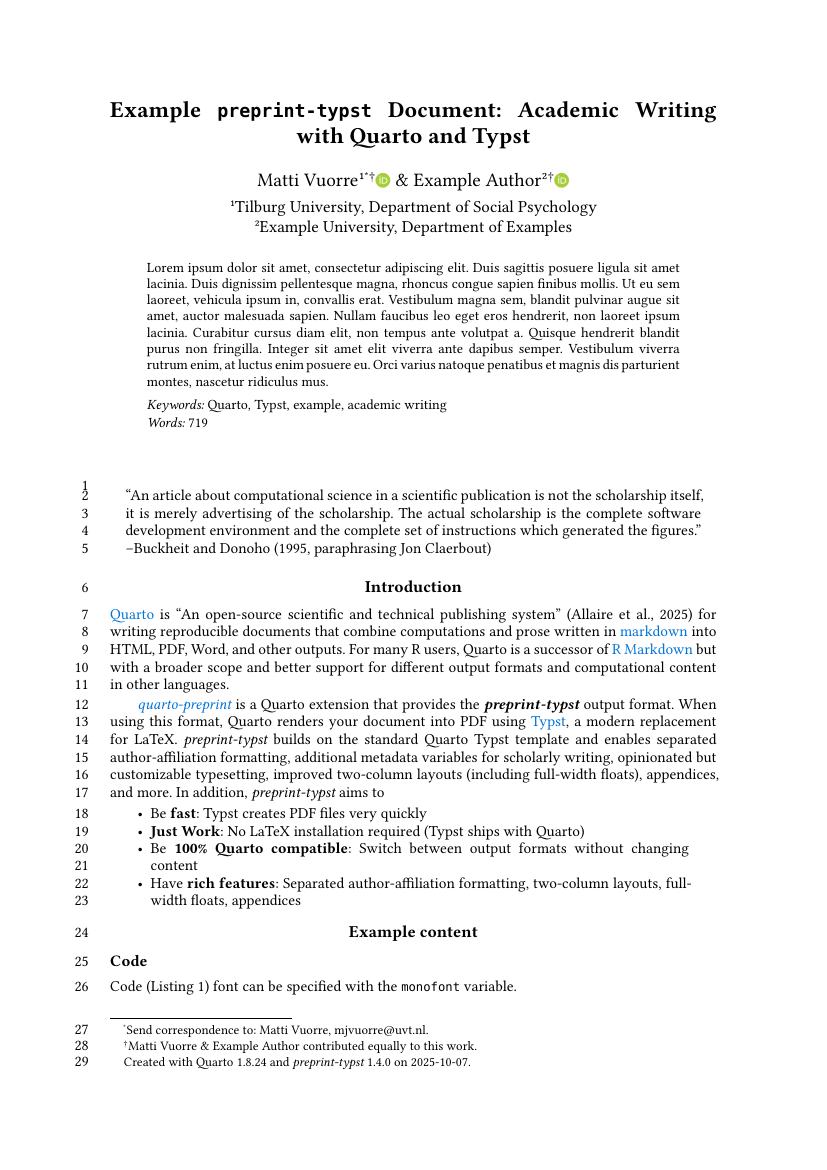 Example preprint-typst Document: Academic Writing
with Quarto and Typst
Matti Vuorre¹*† iD & Example Author²† iD
¹Tilburg University, Department of Social Psychology
²Example University, Department of Examples
Lorem ipsum dolor sit amet, consectetur adipiscing elit. Duis sagittis posuere ligula sit amet
lacinia. Duis dignissim pellentesque magna, rhoncus congue sapien finibus mollis. Ut eu sem
laoreet, vehicula ipsum in, convallis erat. Vestibulum magna sem, blandit pulvinar augue sit
amet, auctor malesuada sapien. Nullam faucibus leo eget eros hendrerit, non laoreet ipsum
lacinia. Curabitur cursus diam elit, non tempus ante volutpat a. Quisque hendrerit blandit
purus non fringilla. Integer sit amet elit viverra ante dapibus semper. Vestibulum viverra
rutrum enim, at luctus enim posuere eu. Orci varius natoque penatibus et magnis dis parturient
montes, nascetur ridiculus mus.
Keywords: Quarto, Typst, example, academic writing
Words: 719
1
2 “An article about computational science in a scientific publication is not the scholarship itself,
3 it is merely advertising of the scholarship. The actual scholarship is the complete software
4 development environment and the complete set of instructions which generated the figures.”
5 –Buckheit and Donoho (1995, paraphrasing Jon Claerbout)
6 Introduction
7 Quarto is “An open-source scientific and technical publishing system” (Allaire et al., 2025) for
8 writing reproducible documents that combine computations and prose written in markdown into
9 HTML, PDF, Word, and other outputs. For many R users, Quarto is a successor of R Markdown but
10 with a broader scope and better support for different output formats and computational content
11 in other languages.
12 quarto-preprint is a Quarto extension that provides the preprint-typst output format. When
13 using this format, Quarto renders your document into PDF using Typst, a modern replacement
14 for LaTeX. preprint-typst builds on the standard Quarto Typst template and enables separated
15 author-affiliation formatting, additional metadata variables for scholarly writing, opinionated but
16 customizable typesetting, improved two-column layouts (including full-width floats), appendices,
17 and more. In addition, preprint-typst aims to
18 • Be fast: Typst creates PDF files very quickly
19 • Just Work: No LaTeX installation required (Typst ships with Quarto)
20 • Be 100% Quarto compatible: Switch between output formats without changing
21 content
22 • Have rich features: Separated author-affiliation formatting, two-column layouts, full-
23 width floats, appendices
24 Example content
25 Code
26 Code (Listing 1) font can be specified with the monofont variable.
27 *Send correspondence to: Matti Vuorre, mjvuorre@uvt.nl.
28 †Matti Vuorre & Example Author contributed equally to this work.
29 Created with Quarto 1.8.24 and preprint-typst 1.4.0 on 2025-10-07.